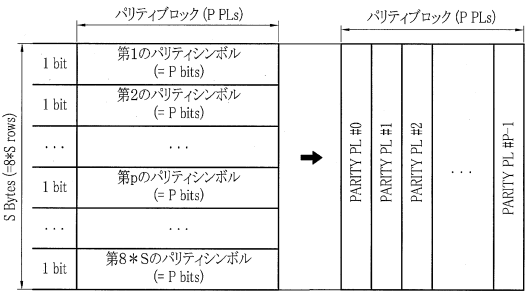 パリティブロック (P PLs)
パリティブロック (P PLs)
S Bytes (=8*S rows)
1 bit
第1のパリティシンボル
(= P bits)
1 bit
第2のパリティシンボル
(= P bits)
...
...
1 bit
第pのパリティシンボル
(= P bits)
...
...
1 bit
第8*Sのパリティシンボル
(= P bits)
PARITY PL #0
PARITY PL #1
PARITY PL #2
...
PARITY PL #P-1